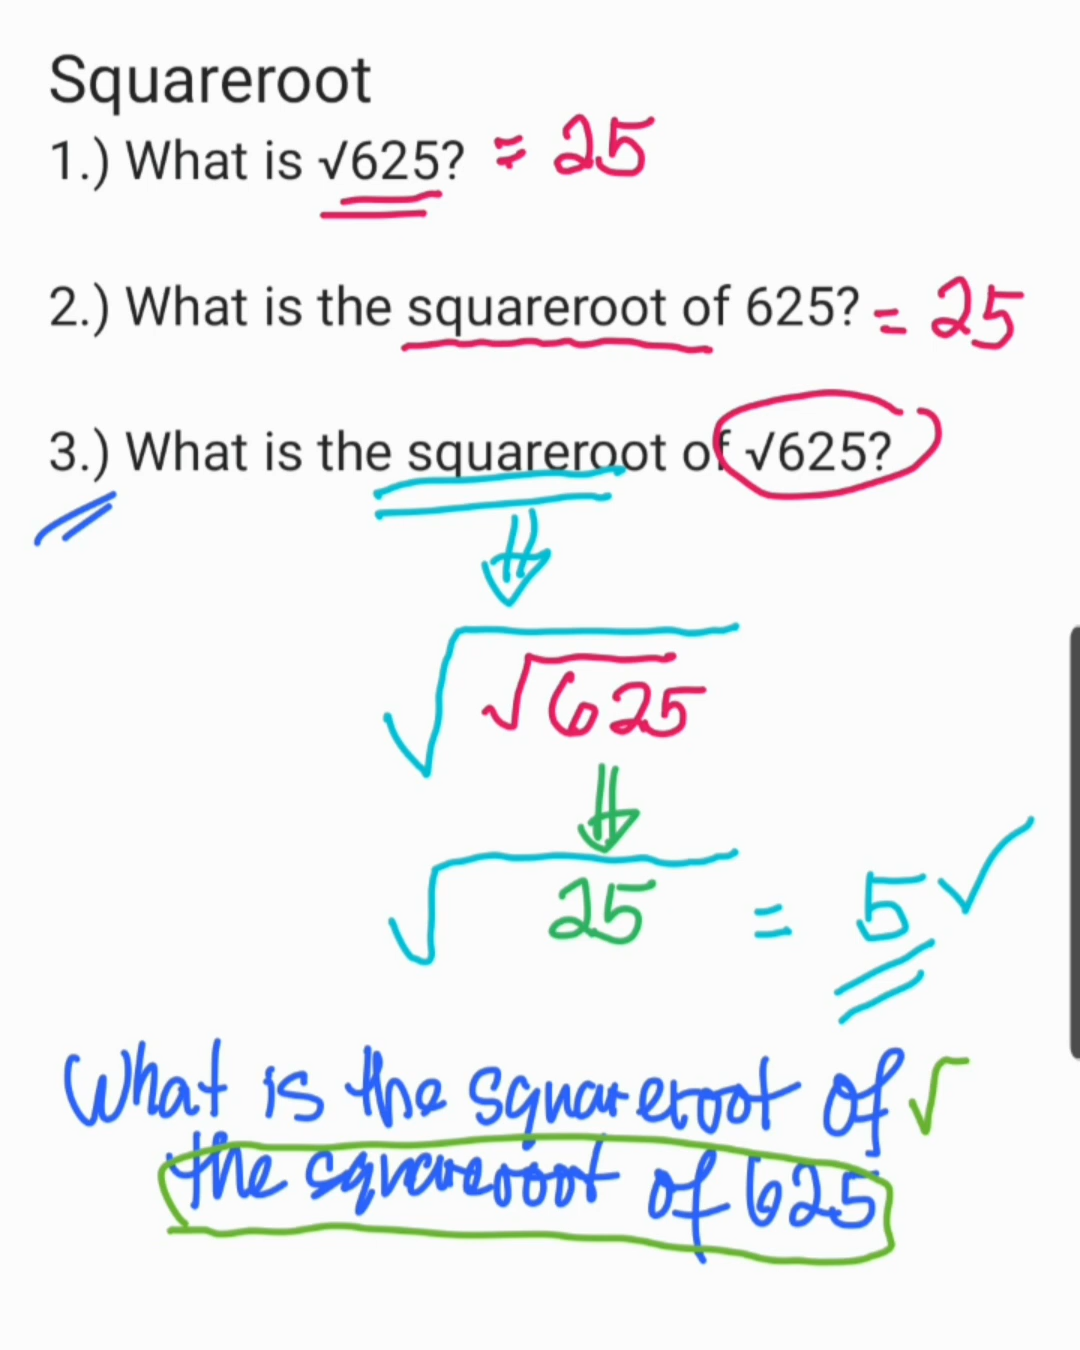 Squareroot
1.) What is √625? = 25
2.) What is the squareroot of 625? = 25
3.) What is the squareroot of √625?
√√625
√25 = 5 ✓
What is the squareroot of √
the squareroot of 625